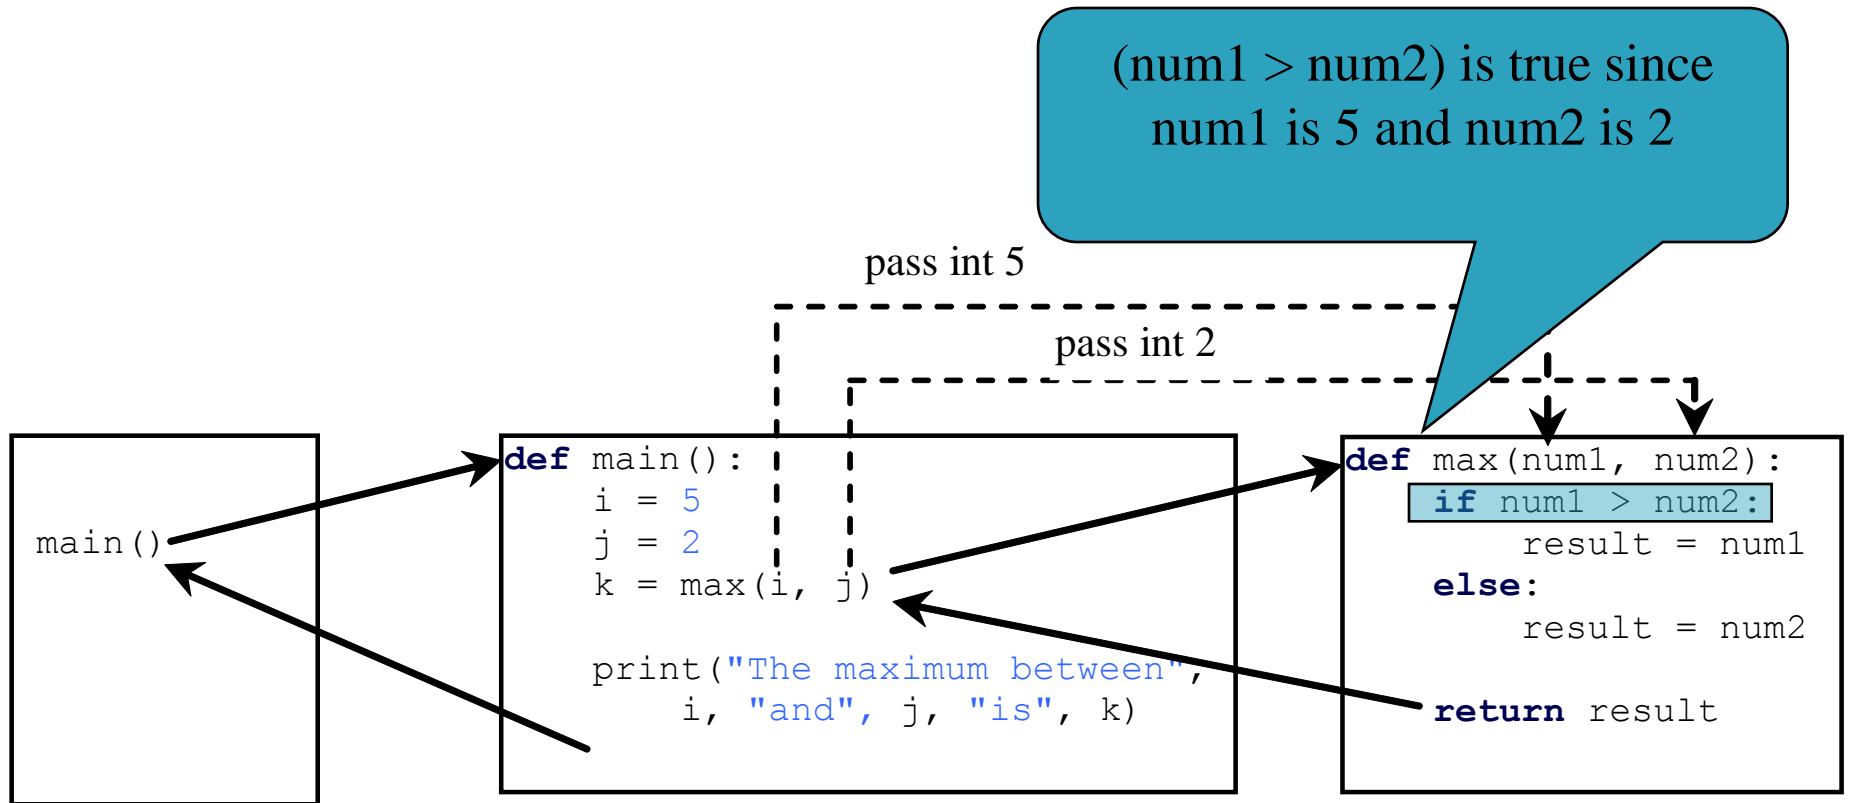 (num1 > num2) is true since
num1 is 5 and num2 is 2
pass int 5
pass int 2
main()
def main():
i = 5
j = 2
k = max(i, j)
print("The maximum between",
i, "and", j, "is", k)
def max(num1, num2):
if num1 > num2:
result = num1
else:
result = num2
return result